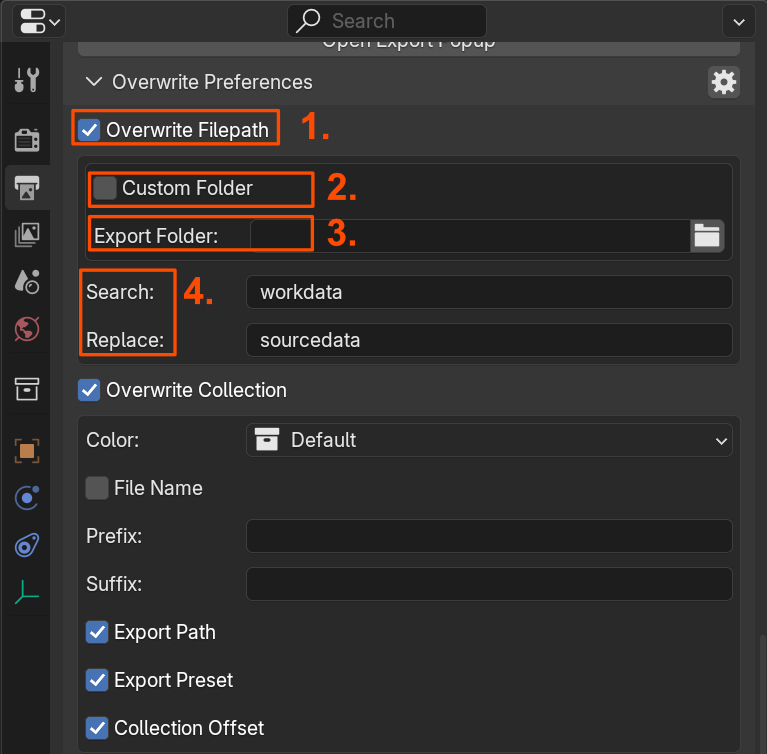 Search
Open Export Popup
Overwrite Preferences
Overwrite Filepath 1.
Custom Folder 2.
Export Folder: 3.
Search: 4. workdata
Replace: sourcedata
Overwrite Collection
Color: Default
File Name
Prefix:
Suffix:
Export Path
Export Preset
Collection Offset